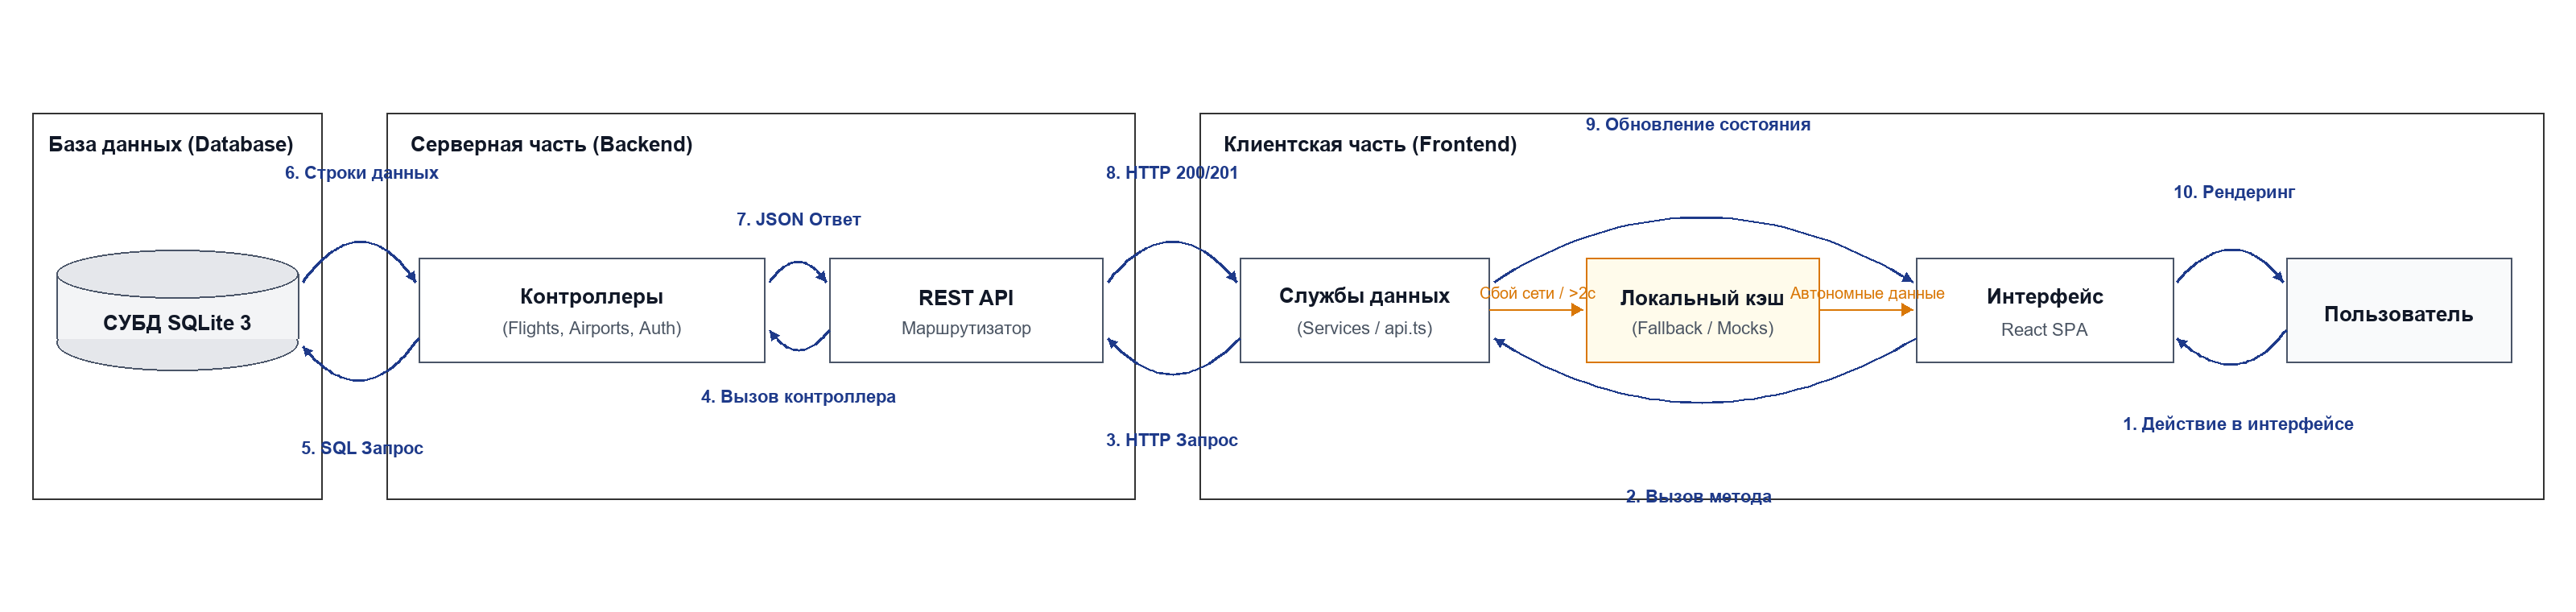 База данных (Database)
6. Строки данных
СУБД SQLite 3
5. SQL Запрос
Серверная часть (Backend)
7. JSON Ответ
Контроллеры
(Flights, Airports, Auth)
REST API
Маршрутизатор
4. Вызов контроллера
8. HTTP 200/201
3. HTTP Запрос
Клиентская часть (Frontend)
9. Обновление состояния
10. Рендеринг
Службы данных
(Services / api.ts)
Сбой сети / >2с
Локальный кэш
(Fallback / Mocks)
Автономные данные
Интерфейс
React SPA
Пользователь
1. Действие в интерфейсе
2. Вызов метода